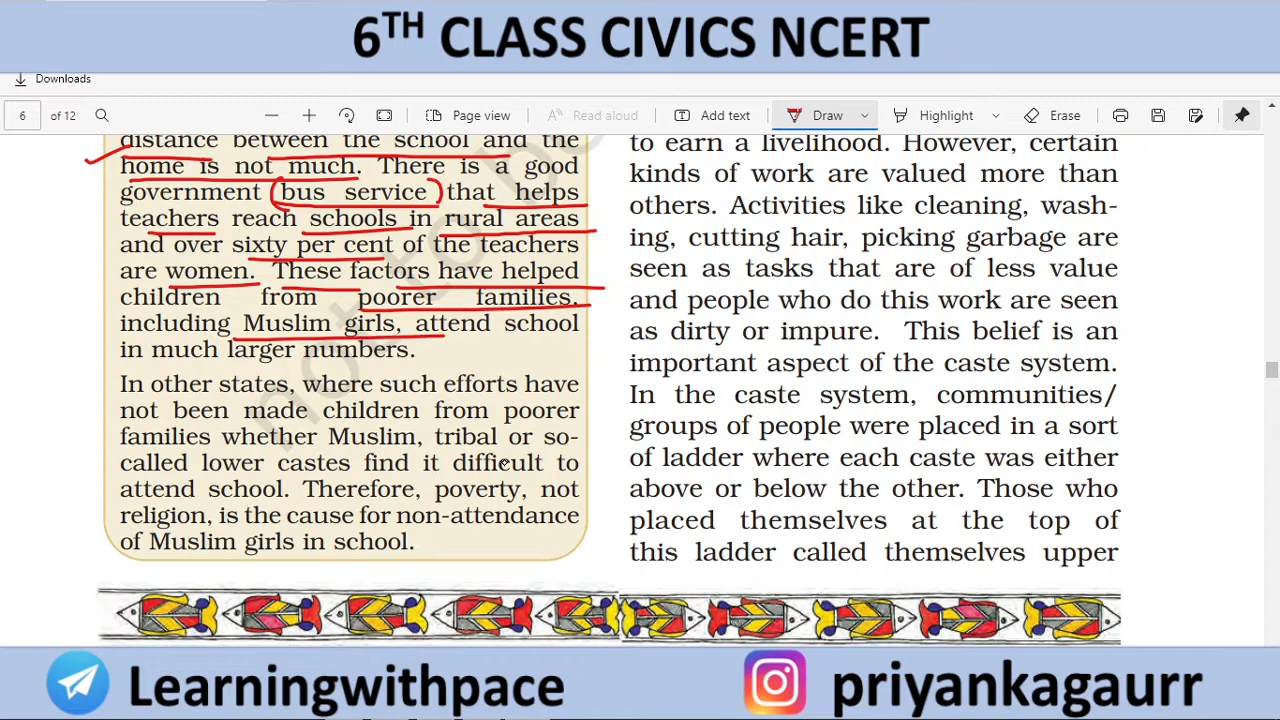 6TH CLASS CIVICS NCERT
Downloads
6 of 12 Page view Read aloud Add text Draw Highlight Erase
distance between the school and the
home is not much. There is a good
government bus service that helps
teachers reach schools in rural areas
and over sixty per cent of the teachers
are women. These factors have helped
children from poorer families,
including Muslim girls, attend school
in much larger numbers.
In other states, where such efforts have
not been made children from poorer
families whether Muslim, tribal or so-
called lower castes find it difficult to
attend school. Therefore, poverty, not
religion, is the cause for non-attendance
of Muslim girls in school.
to earn a livelihood. However, certain
kinds of work are valued more than
others. Activities like cleaning, wash-
ing, cutting hair, picking garbage are
seen as tasks that are of less value
and people who do this work are seen
as dirty or impure. This belief is an
important aspect of the caste system.
In the caste system, communities/
groups of people were placed in a sort
of ladder where each caste was either
above or below the other. Those who
placed themselves at the top of
this ladder called themselves upper
not to be
Learningwithpace
priyankagaurr